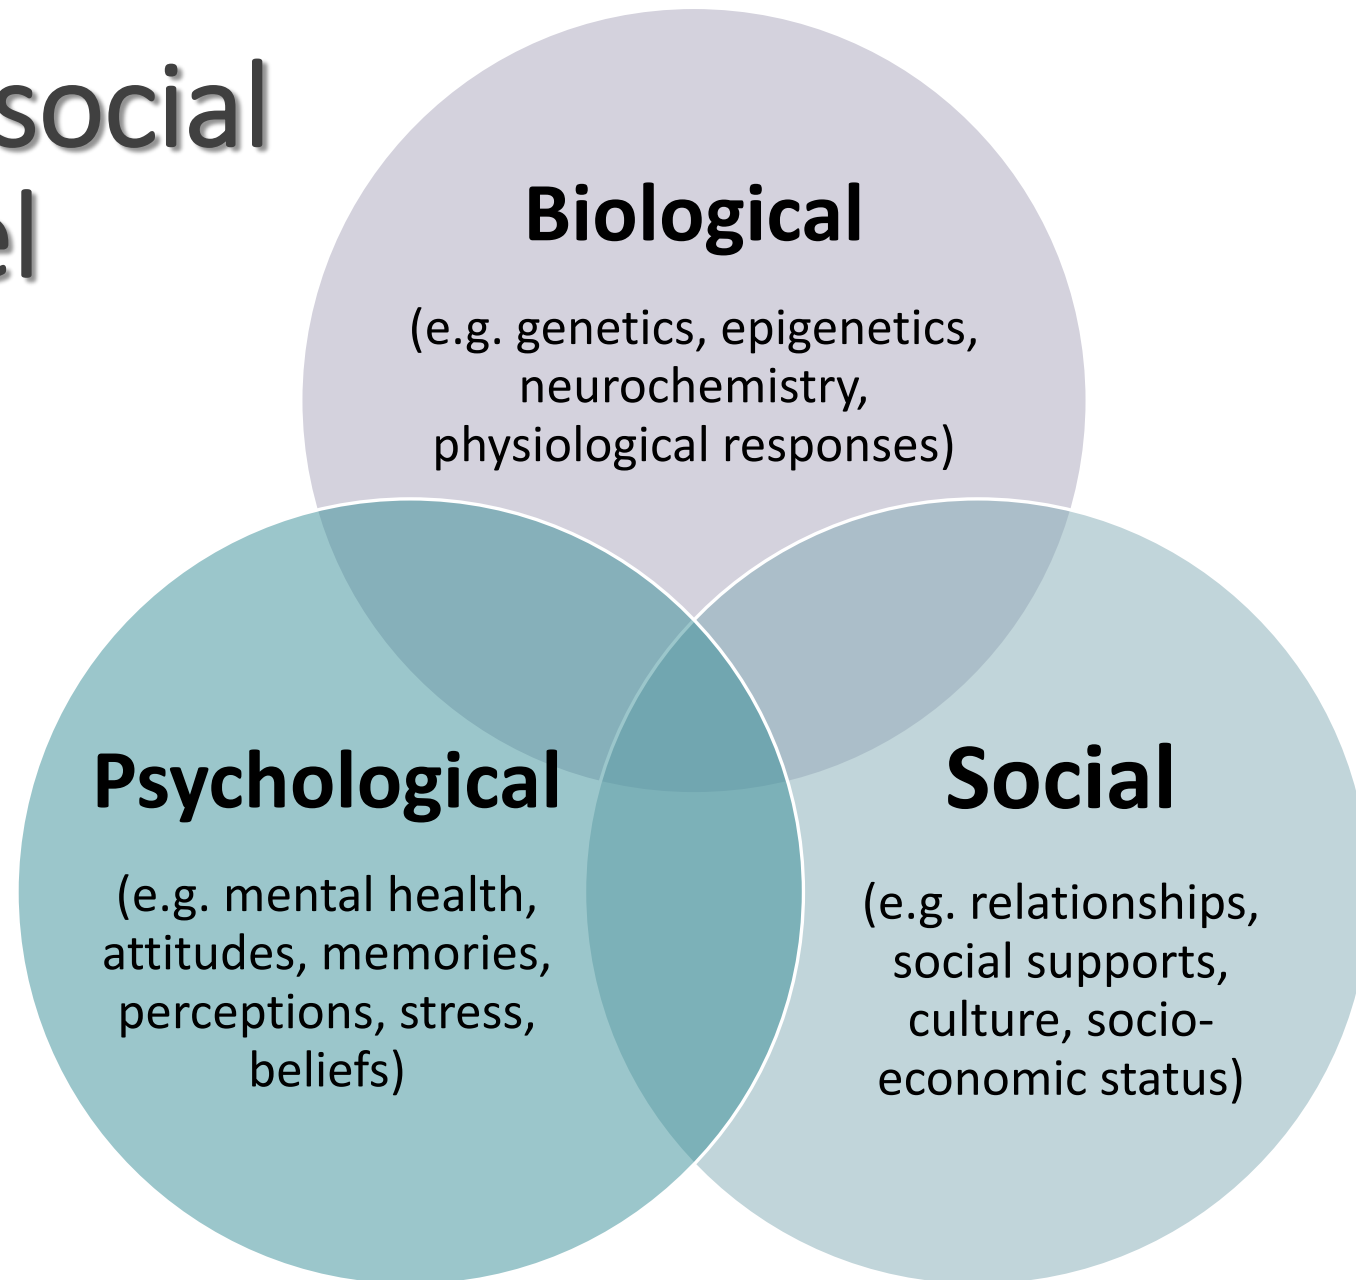 social
el
Biological
(e.g. genetics, epigenetics,
neurochemistry,
physiological responses)
Psychological
(e.g. mental health,
attitudes, memories,
perceptions, stress,
beliefs)
Social
(e.g. relationships,
social supports,
culture, socio-
economic status)